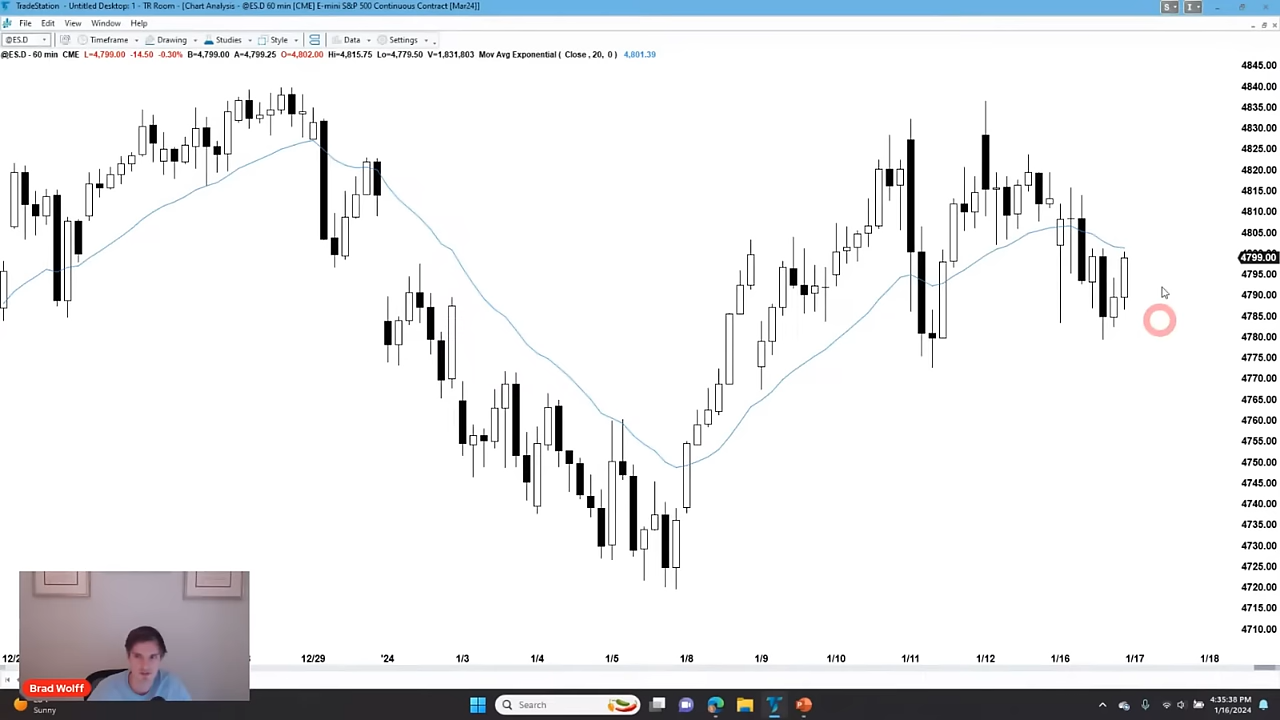 TradeStation - Untitled Desktop: 1 - TR Room - [Chart Analysis - @ES.D 60 min [CME] E-mini S&P 500 Continuous Contract [Mar24]]
S I
File Edit View Window Help
@ES.D Timeframe Drawing Studies Style Data Settings
@ES.D - 60 min CME L=4,799.00 -14.50 -0.30% B=4,799.00 A=4,799.25 O=4,802.00 Hi=4,815.75 Lo=4,779.50 V=1,831,803 Mov Avg Exponential ( Close , 20, 0 ) 4,801.39
4845.00
4840.00
4835.00
4830.00
4825.00
4820.00
4815.00
4810.00
4805.00
4799.00
4795.00
4790.00
4785.00
4780.00
4775.00
4770.00
4765.00
4760.00
4755.00
4750.00
4745.00
4740.00
4735.00
4730.00
4725.00
4720.00
4715.00
4710.00
12/29 '24 1/3 1/4 1/5 1/8 1/9 1/10 1/11 1/12 1/16 1/17 1/18
Brad Wolff
Sunny
Search
4:35:38 PM
1/16/2024